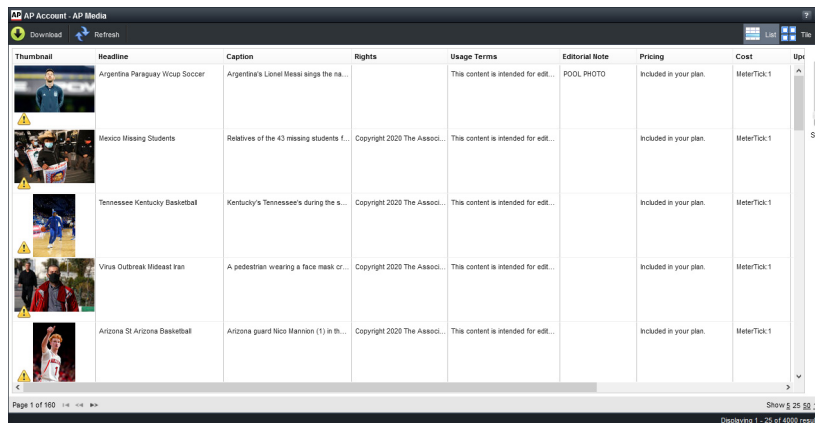 AP AP Account - AP Media ?
Download Refresh List Tile
Thumbnail Headline Caption Rights Usage Terms Editorial Note Pricing Cost Upd
Argentina Paraguay Wcup Soccer Argentina's Lionel Messi sings the na... This content is intended for edit... POOL PHOTO Included in your plan. MeterTick:1
Mexico Missing Students Relatives of the 43 missing students f... Copyright 2020 The Associ... This content is intended for edit... Included in your plan. MeterTick:1
Tennessee Kentucky Basketball Kentucky's Tennessee's during the s... Copyright 2020 The Associ... This content is intended for edit... Included in your plan. MeterTick:1
Virus Outbreak Mideast Iran A pedestrian wearing a face mask cr... Copyright 2020 The Associ... This content is intended for edit... Included in your plan. MeterTick:1
Arizona St Arizona Basketball Arizona guard Nico Mannion (1) in th... Copyright 2020 The Associ... This content is intended for edit... Included in your plan. MeterTick:1
Page 1 of 160 Show 5 25 50
Displaying 1 - 25 of 4000 resu